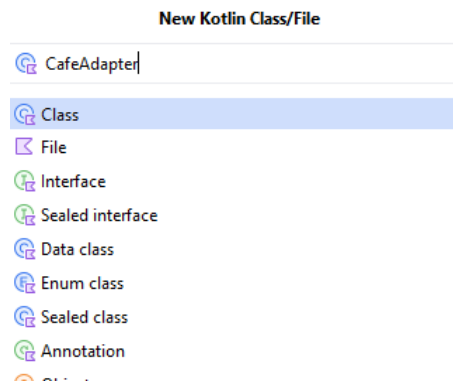 New Kotlin Class/File
CafeAdapter
Class
File
Interface
Sealed interface
Data class
Enum class
Sealed class
Annotation